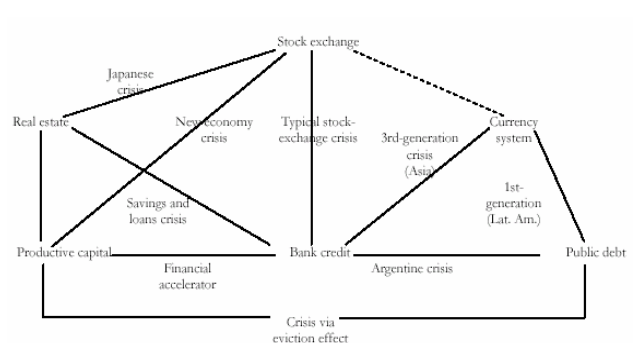 Stock exchange
Japanese
crisis
Real estate
New economy
crisis
Typical stock-
exchange crisis
3rd-generation
crisis
(Asia)
Currency
system
1st-
generation
(Lat. Am.)
Savings and
loans crisis
Productive capital
Bank credit
Public debt
Financial
accelerator
Argentine crisis
Crisis via
eviction effect